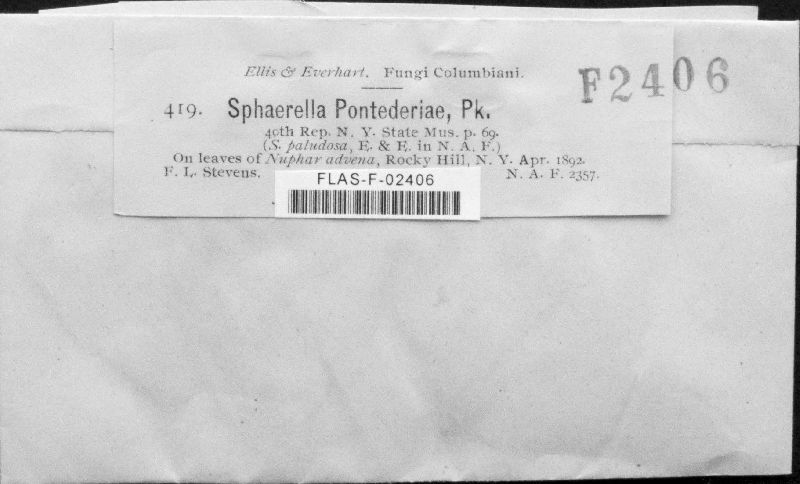 Ellis & Everhart. Fungi Columbiani.
F2406
419. Sphaerella Pontederiae, Pk.
40th Rep. N. Y. State Mus. p. 69.
(S. paludosa, E. & E. in N. A. F.)
On leaves of Nuphar advena, Rocky Hill, N. Y. Apr. 1892.
F. L. Stevens. N. A. F. 2357.
FLAS-F-02406